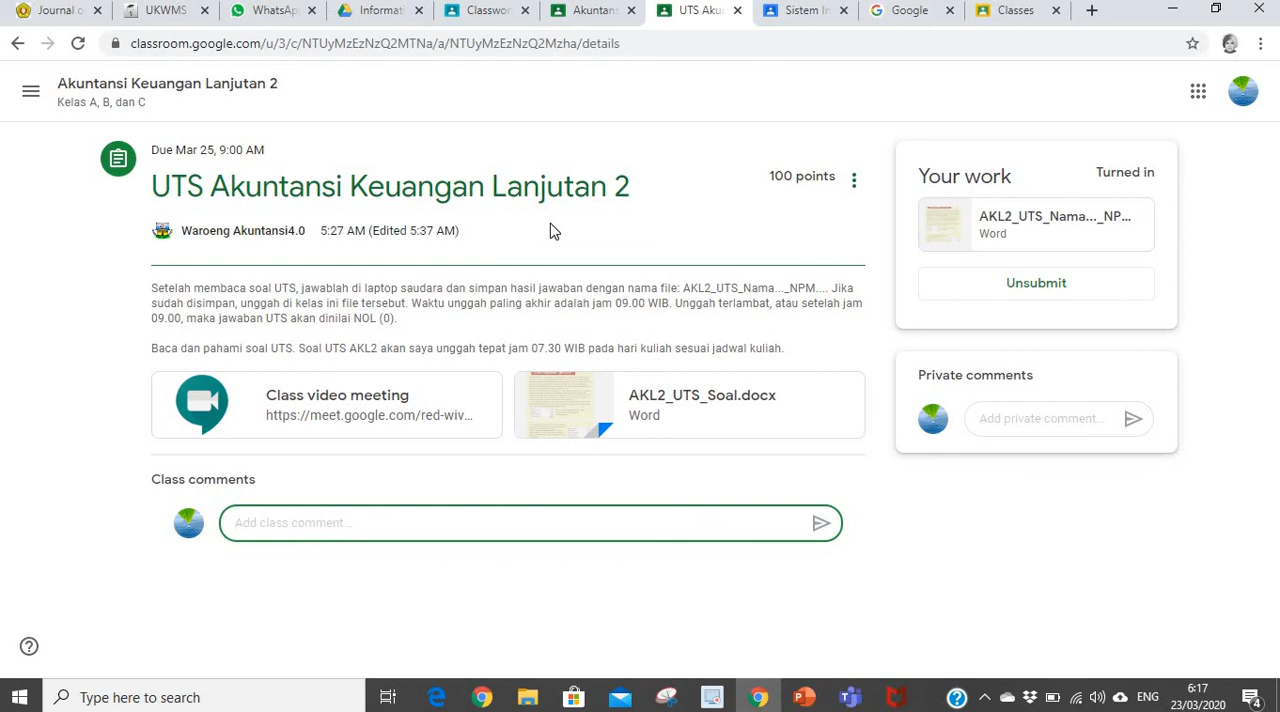 Journal o
UKWMS
WhatsAp
Informati
Classwor
Akuntans
UTS Aku
Sistem In
Google
Classes
classroom.google.com/u/3/c/NTUyMzEzNzQ2MTNa/a/NTUyMzEzNzQ2Mzha/details
Akuntansi Keuangan Lanjutan 2
Kelas A, B, dan C
Due Mar 25, 9:00 AM
UTS Akuntansi Keuangan Lanjutan 2
100 points
Waroeng Akuntansi4.0 5:27 AM (Edited 5:37 AM)
Setelah membaca soal UTS, jawablah di laptop saudara dan simpan hasil jawaban dengan nama file: AKL2_UTS_Nama..._NPM.... Jika
sudah disimpan, unggah di kelas ini file tersebut. Waktu unggah paling akhir adalah jam 09.00 WIB. Unggah terlambat, atau setelah jam
09.00, maka jawaban UTS akan dinilai NOL (0).
Baca dan pahami soal UTS. Soal UTS AKL2 akan saya unggah tepat jam 07.30 WIB pada hari kuliah sesuai jadwal kuliah.
Class video meeting
https://meet.google.com/red-wiv...
AKL2_UTS_Soal.docx
Word
Class comments
Add class comment...
Your work
Turned in
AKL2_UTS_Nama..._NP...
Word
Unsubmit
Private comments
Add private comment...
Type here to search
ENG
6:17
23/03/2020
4